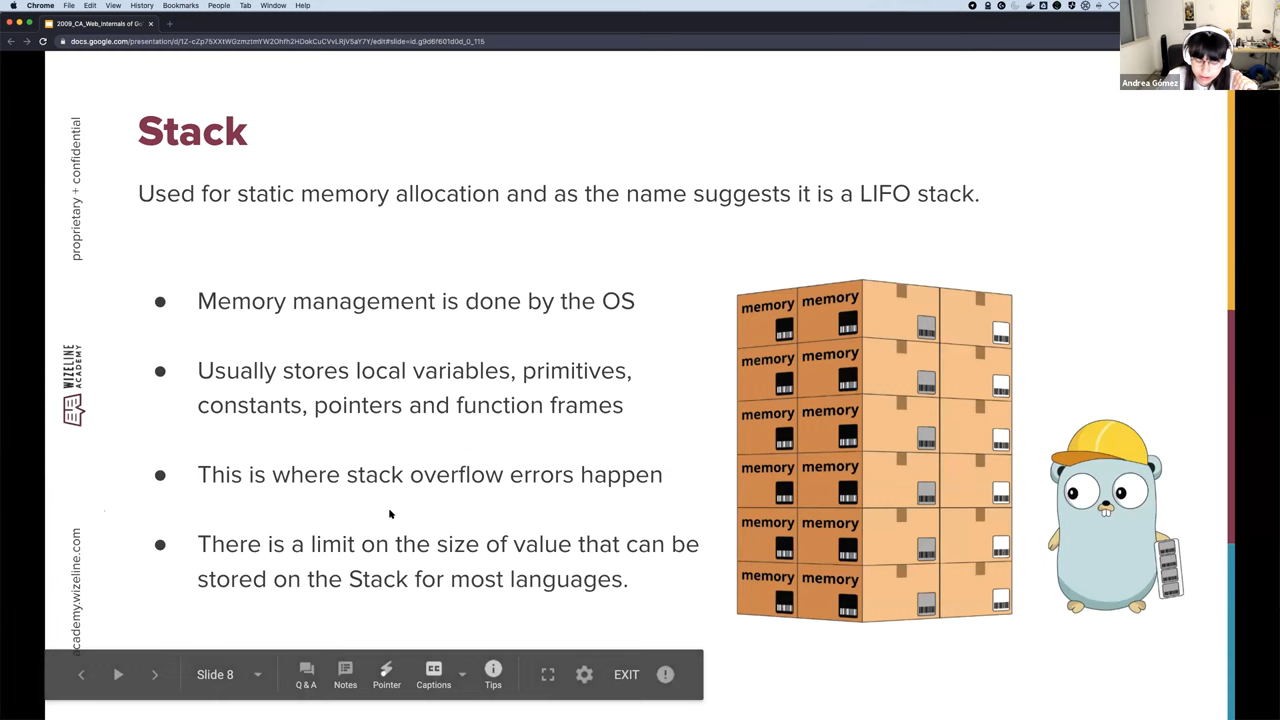 Chrome File Edit View History Bookmarks People Tab Window Help
2009_CA_Web_Internals of Go
docs.google.com/presentation/d/1Z-cZp75XXtWGzmztmYW2Ohfh2HDokCuCVvLRjV5aY7Y/edit#slide=id.g9d6f601d0d_0_115
Andrea Gómez
proprietary + confidential
WIZELINE
ACADEMY
academy.wizeline.com
Stack
Used for static memory allocation and as the name suggests it is a LIFO stack.
● Memory management is done by the OS
● Usually stores local variables, primitives,
constants, pointers and function frames
● This is where stack overflow errors happen
● There is a limit on the size of value that can be
stored on the Stack for most languages.
memory memory
memory memory
memory memory
memory memory
memory memory
memory memory
Slide 8
Q & A Notes Pointer Captions Tips
EXIT